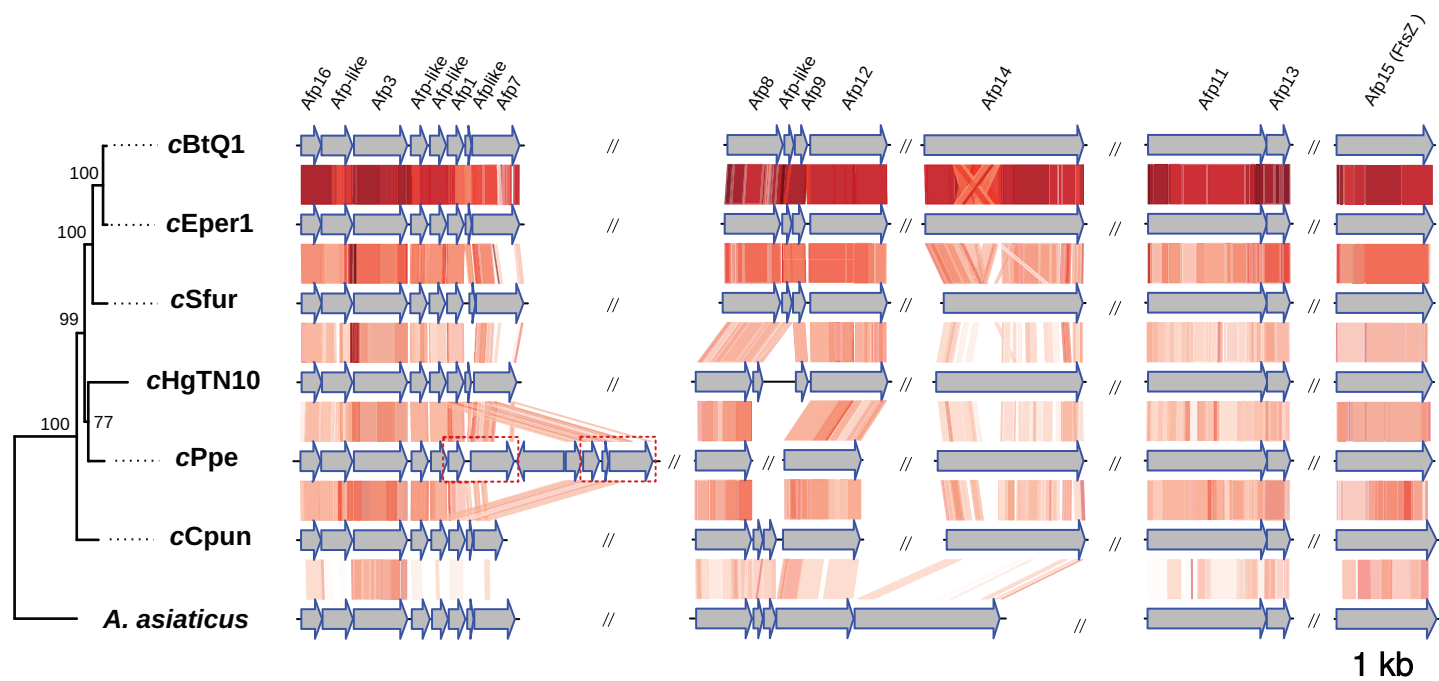 Afp16 Afp-like Afp3 Afp-like Afp-like Afp1 Afplike Afp7 Afp8 Afp-like Afp9 Afp12 Afp14 Afp11 Afp13 Afp15 (FtsZ )
cBtQ1 // // // //
100
cEper1 // // // //
100
cSfur // // // //
99
cHgTN10 // // // //
100 77
cPpe // // // // //
cCpun // // // //
A. asiaticus // // //
1 kb